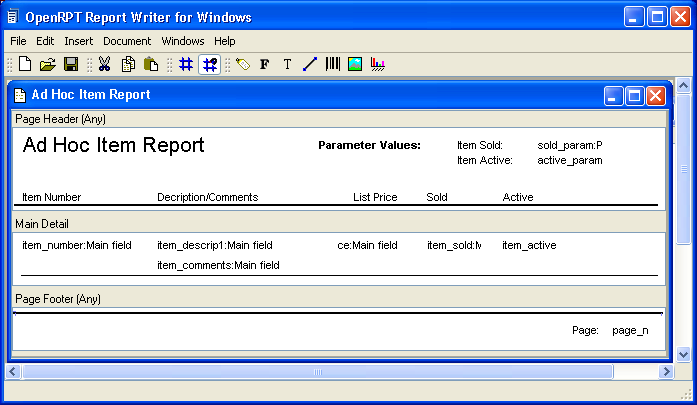 OpenRPT Report Writer for Windows
File Edit Insert Document Windows Help
F T
Ad Hoc Item Report
Page Header (Any)
Ad Hoc Item Report Parameter Values: Item Sold: sold_param:P
Item Active: active_param
Item Number Decription/Comments List Price Sold Active
Main Detail
item_number:Main field item_descrip1:Main field ce:Main field item_sold:M item_active
item_comments:Main field
Page Footer (Any)
Page: page_n